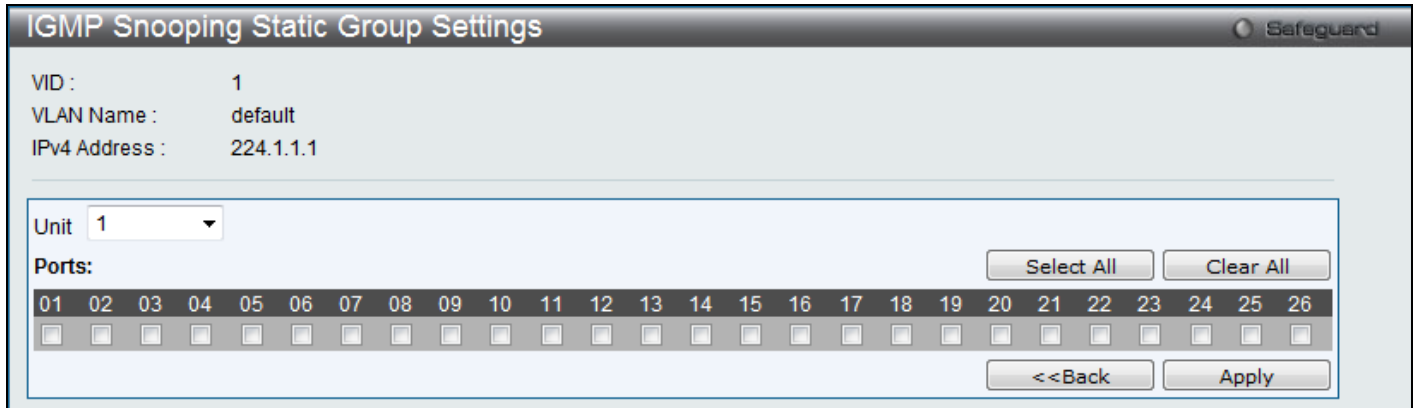 IGMP Snooping Static Group Settings Safeguard
VID : 1
VLAN Name : default
IPv4 Address : 224.1.1.1
Unit 1
Ports: Select All Clear All
01 02 03 04 05 06 07 08 09 10 11 12 13 14 15 16 17 18 19 20 21 22 23 24 25 26
<<Back Apply